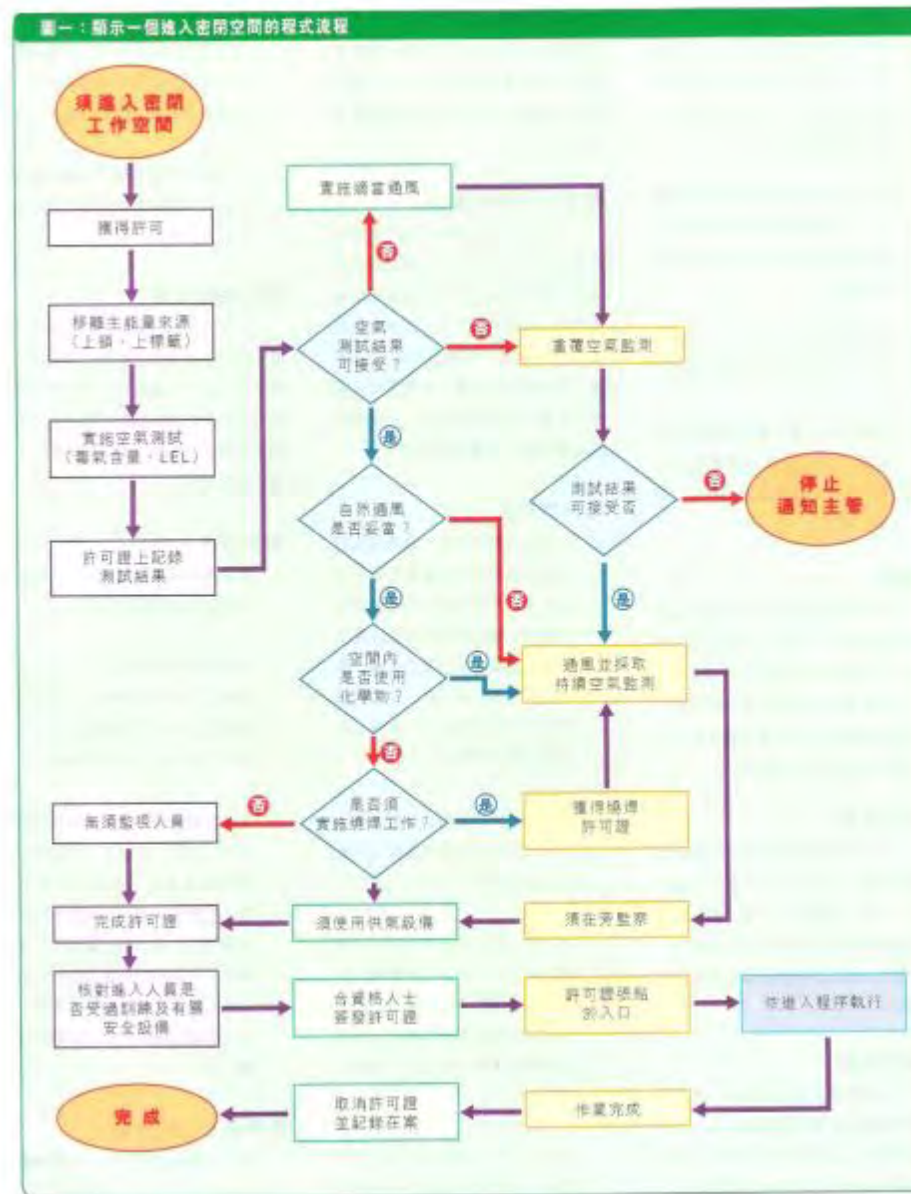 圖一：顯示一個進入密閉空間的程式流程
須進入密閉
工作空間
獲得許可
移離主能量來源
（上鎖、上標籤）
實施空氣測試
（毒氣含量、LEL）
許可證上記錄
測試結果
實施適當通風
否
空氣
測試結果
可接受？
否
重覆空氣監測
是
自然通風
是否妥當？
否
測試結果
可接受否
否
停止
通知主管
是
是
空間內
是否使用
化學物？
是
通風並採取
持續空氣監測
否
是否須
實施燒焊工作？
否
無須監視人員
是
獲得燒焊
許可證
完成許可證
須使用供氣設備
須在旁監察
核對進入人員是
否受過訓練及有關
安全設備
合資格人士
簽發許可證
許可證張貼
於入口
進入程序執行
完成
取消許可證
並記錄在案
作業完成